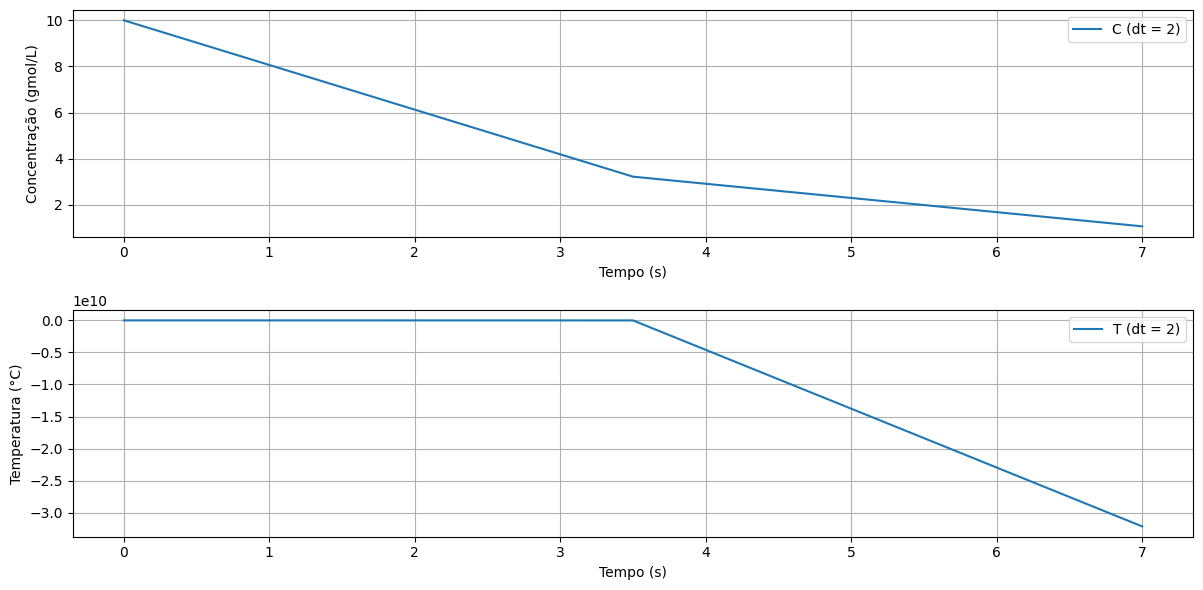 10
8
6
4
2
Concentração (gmol/L)
C (dt = 2)
0 1 2 3 4 5 6 7
Tempo (s)
1e10
0.0
−0.5
−1.0
−1.5
−2.0
−2.5
−3.0
Temperatura (°C)
T (dt = 2)
0 1 2 3 4 5 6 7
Tempo (s)